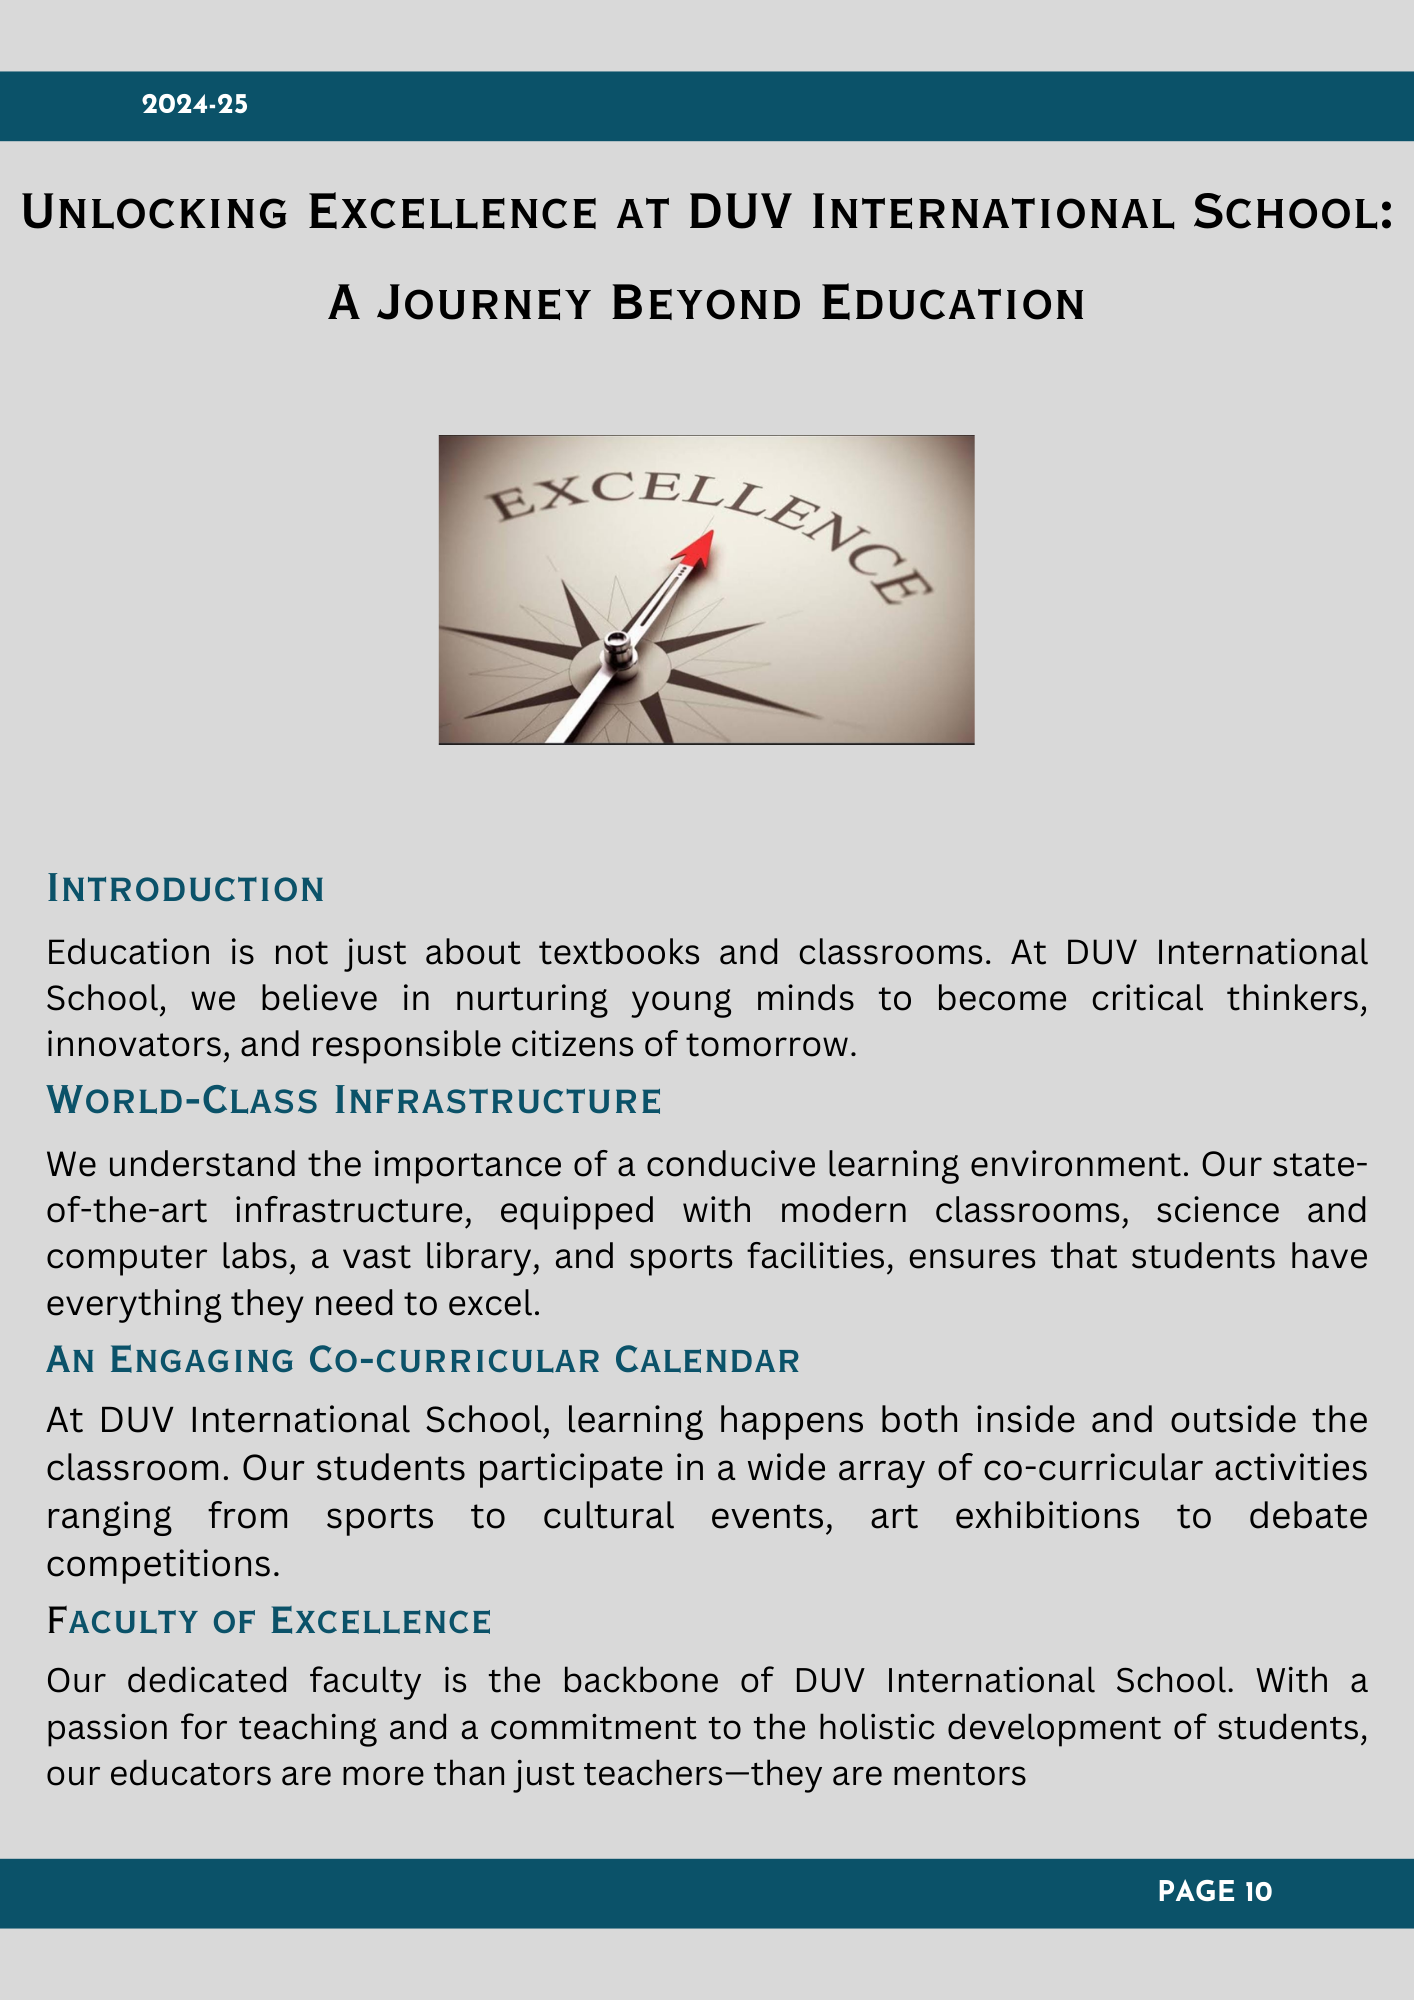 2024-25
Unlocking Excellence at DUV International School:
A Journey Beyond Education
EXCELLENCE
Introduction
Education is not just about textbooks and classrooms. At DUV International
School, we believe in nurturing young minds to become critical thinkers,
innovators, and responsible citizens of tomorrow.
World-Class Infrastructure
We understand the importance of a conducive learning environment. Our state-
of-the-art infrastructure, equipped with modern classrooms, science and
computer labs, a vast library, and sports facilities, ensures that students have
everything they need to excel.
An Engaging Co-curricular Calendar
At DUV International School, learning happens both inside and outside the
classroom. Our students participate in a wide array of co-curricular activities
ranging from sports to cultural events, art exhibitions to debate
competitions.
Faculty of Excellence
Our dedicated faculty is the backbone of DUV International School. With a
passion for teaching and a commitment to the holistic development of students,
our educators are more than just teachers—they are mentors
PAGE 10